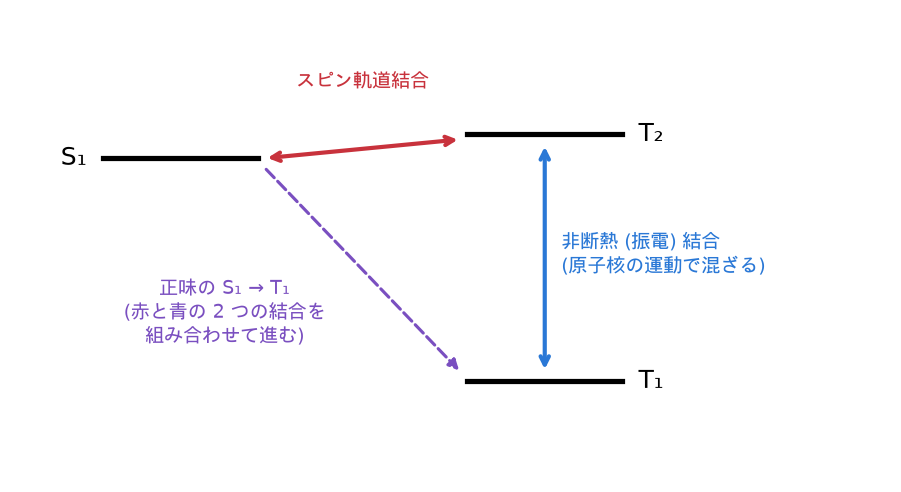 スピン軌道結合
T₂
S₁
非断熱 (振電) 結合
(原子核の運動で混ざる)
正味の S₁ → T₁
(赤と青の 2 つの結合を
組み合わせて進む)
T₁